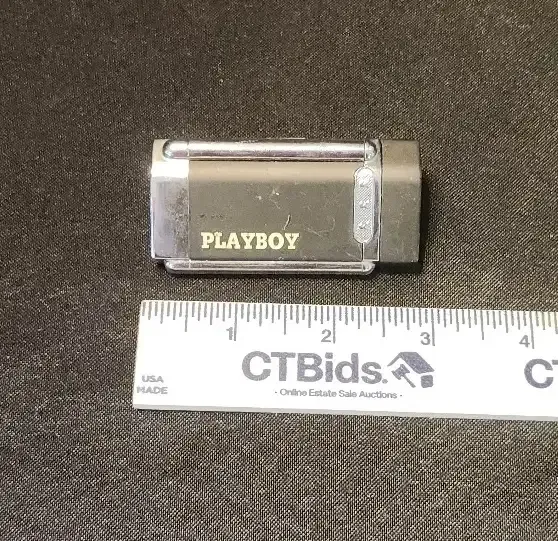 PLAYBOY
1 2 3 4
USA
MADE
CTBids.
- Online Estate Sale Auctions -
CT